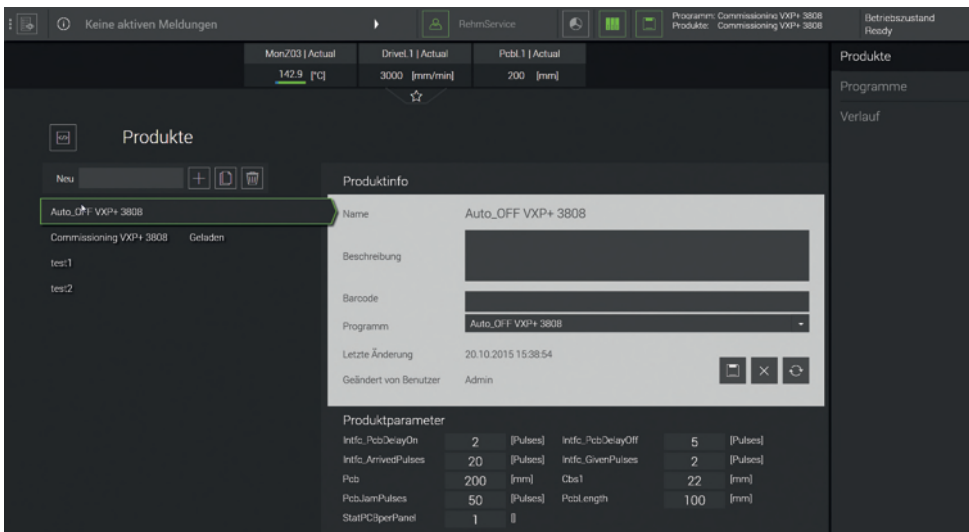 Keine aktiven Meldungen
RehmService
Programm: Commissioning VXP+ 3808
Produkte: Commissioning VXP+ 3808
Betriebszustand
Ready
MonZ03 | Actual
Drive1.1 | Actual
Pcb1.1 | Actual
142.9 [°C]
3000 [mm/min]
200 [mm]
Produkte
Programme
Verlauf
Produkte
Neu
Auto_OFF VXP+ 3808
Commissioning VXP+ 3808 Geladen
test1
test2
Produktinfo
Name Auto_OFF VXP+ 3808
Beschreibung
Barcode
Programm Auto_OFF VXP+ 3808
Letzte Änderung 20.10.2015 15:38:54
Geändert von Benutzer Admin
Produktparameter
Intfc_PcbDelayOn 2 [Pulses] Intfc_PcbDelayOff 5 [Pulses]
Intfc_ArrivedPulses 20 [Pulses] Intfc_GivenPulses 2 [Pulses]
Pcb 200 [mm] Cbs1 22 [mm]
PcbJamPulses 50 [Pulses] PcbLength 100 [mm]
StatPCBperPanel 1 []